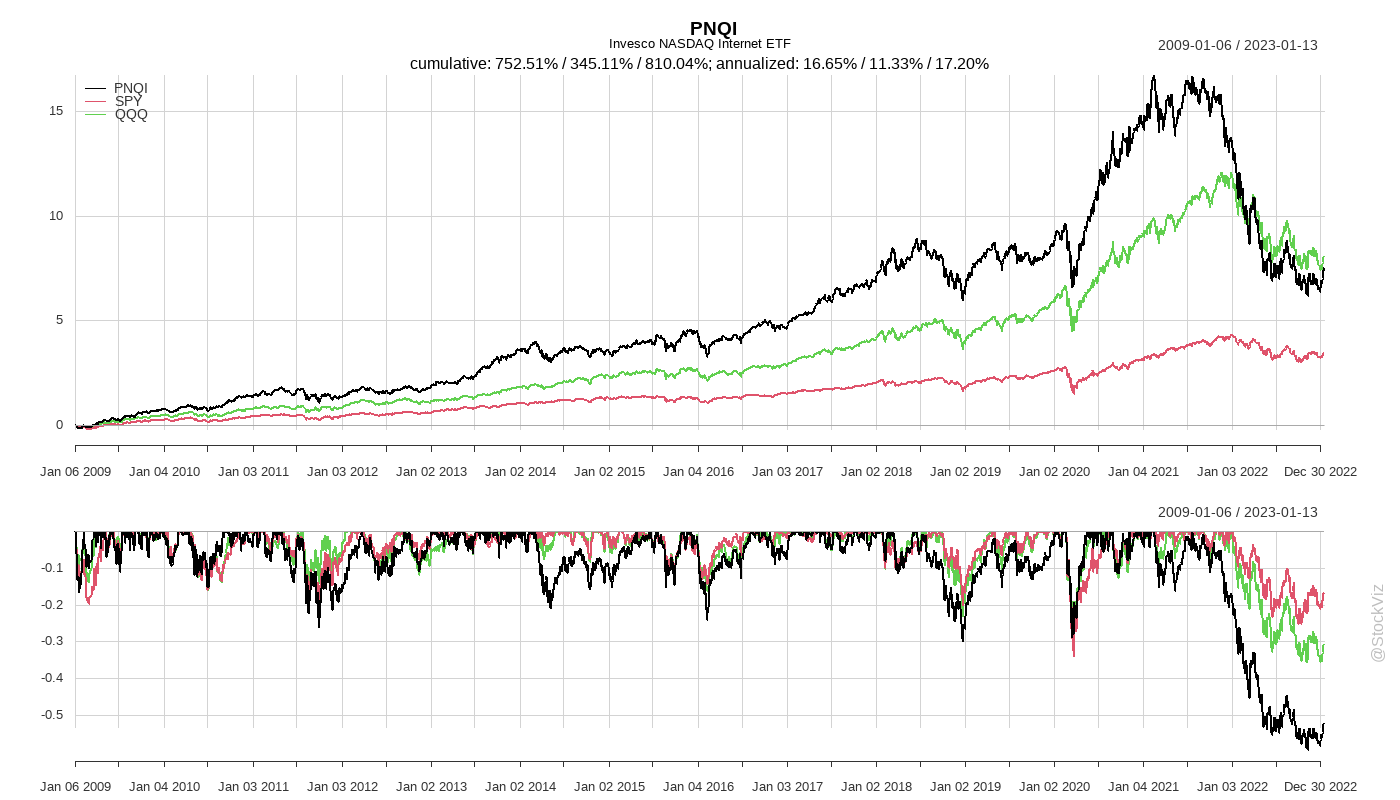 PNQI
Invesco NASDAQ Internet ETF
2009-01-06 / 2023-01-13
cumulative: 752.51% / 345.11% / 810.04%; annualized: 16.65% / 11.33% / 17.20%
PNQI
SPY
QQQ
15
10
5
0
Jan 06 2009 Jan 04 2010 Jan 03 2011 Jan 03 2012 Jan 02 2013 Jan 02 2014 Jan 02 2015 Jan 04 2016 Jan 03 2017 Jan 02 2018 Jan 02 2019 Jan 02 2020 Jan 04 2021 Jan 03 2022 Dec 30 2022
2009-01-06 / 2023-01-13
-0.1
-0.2
-0.3
-0.4
-0.5
Jan 06 2009 Jan 04 2010 Jan 03 2011 Jan 03 2012 Jan 02 2013 Jan 02 2014 Jan 02 2015 Jan 04 2016 Jan 03 2017 Jan 02 2018 Jan 02 2019 Jan 02 2020 Jan 04 2021 Jan 03 2022 Dec 30 2022
@StockViz